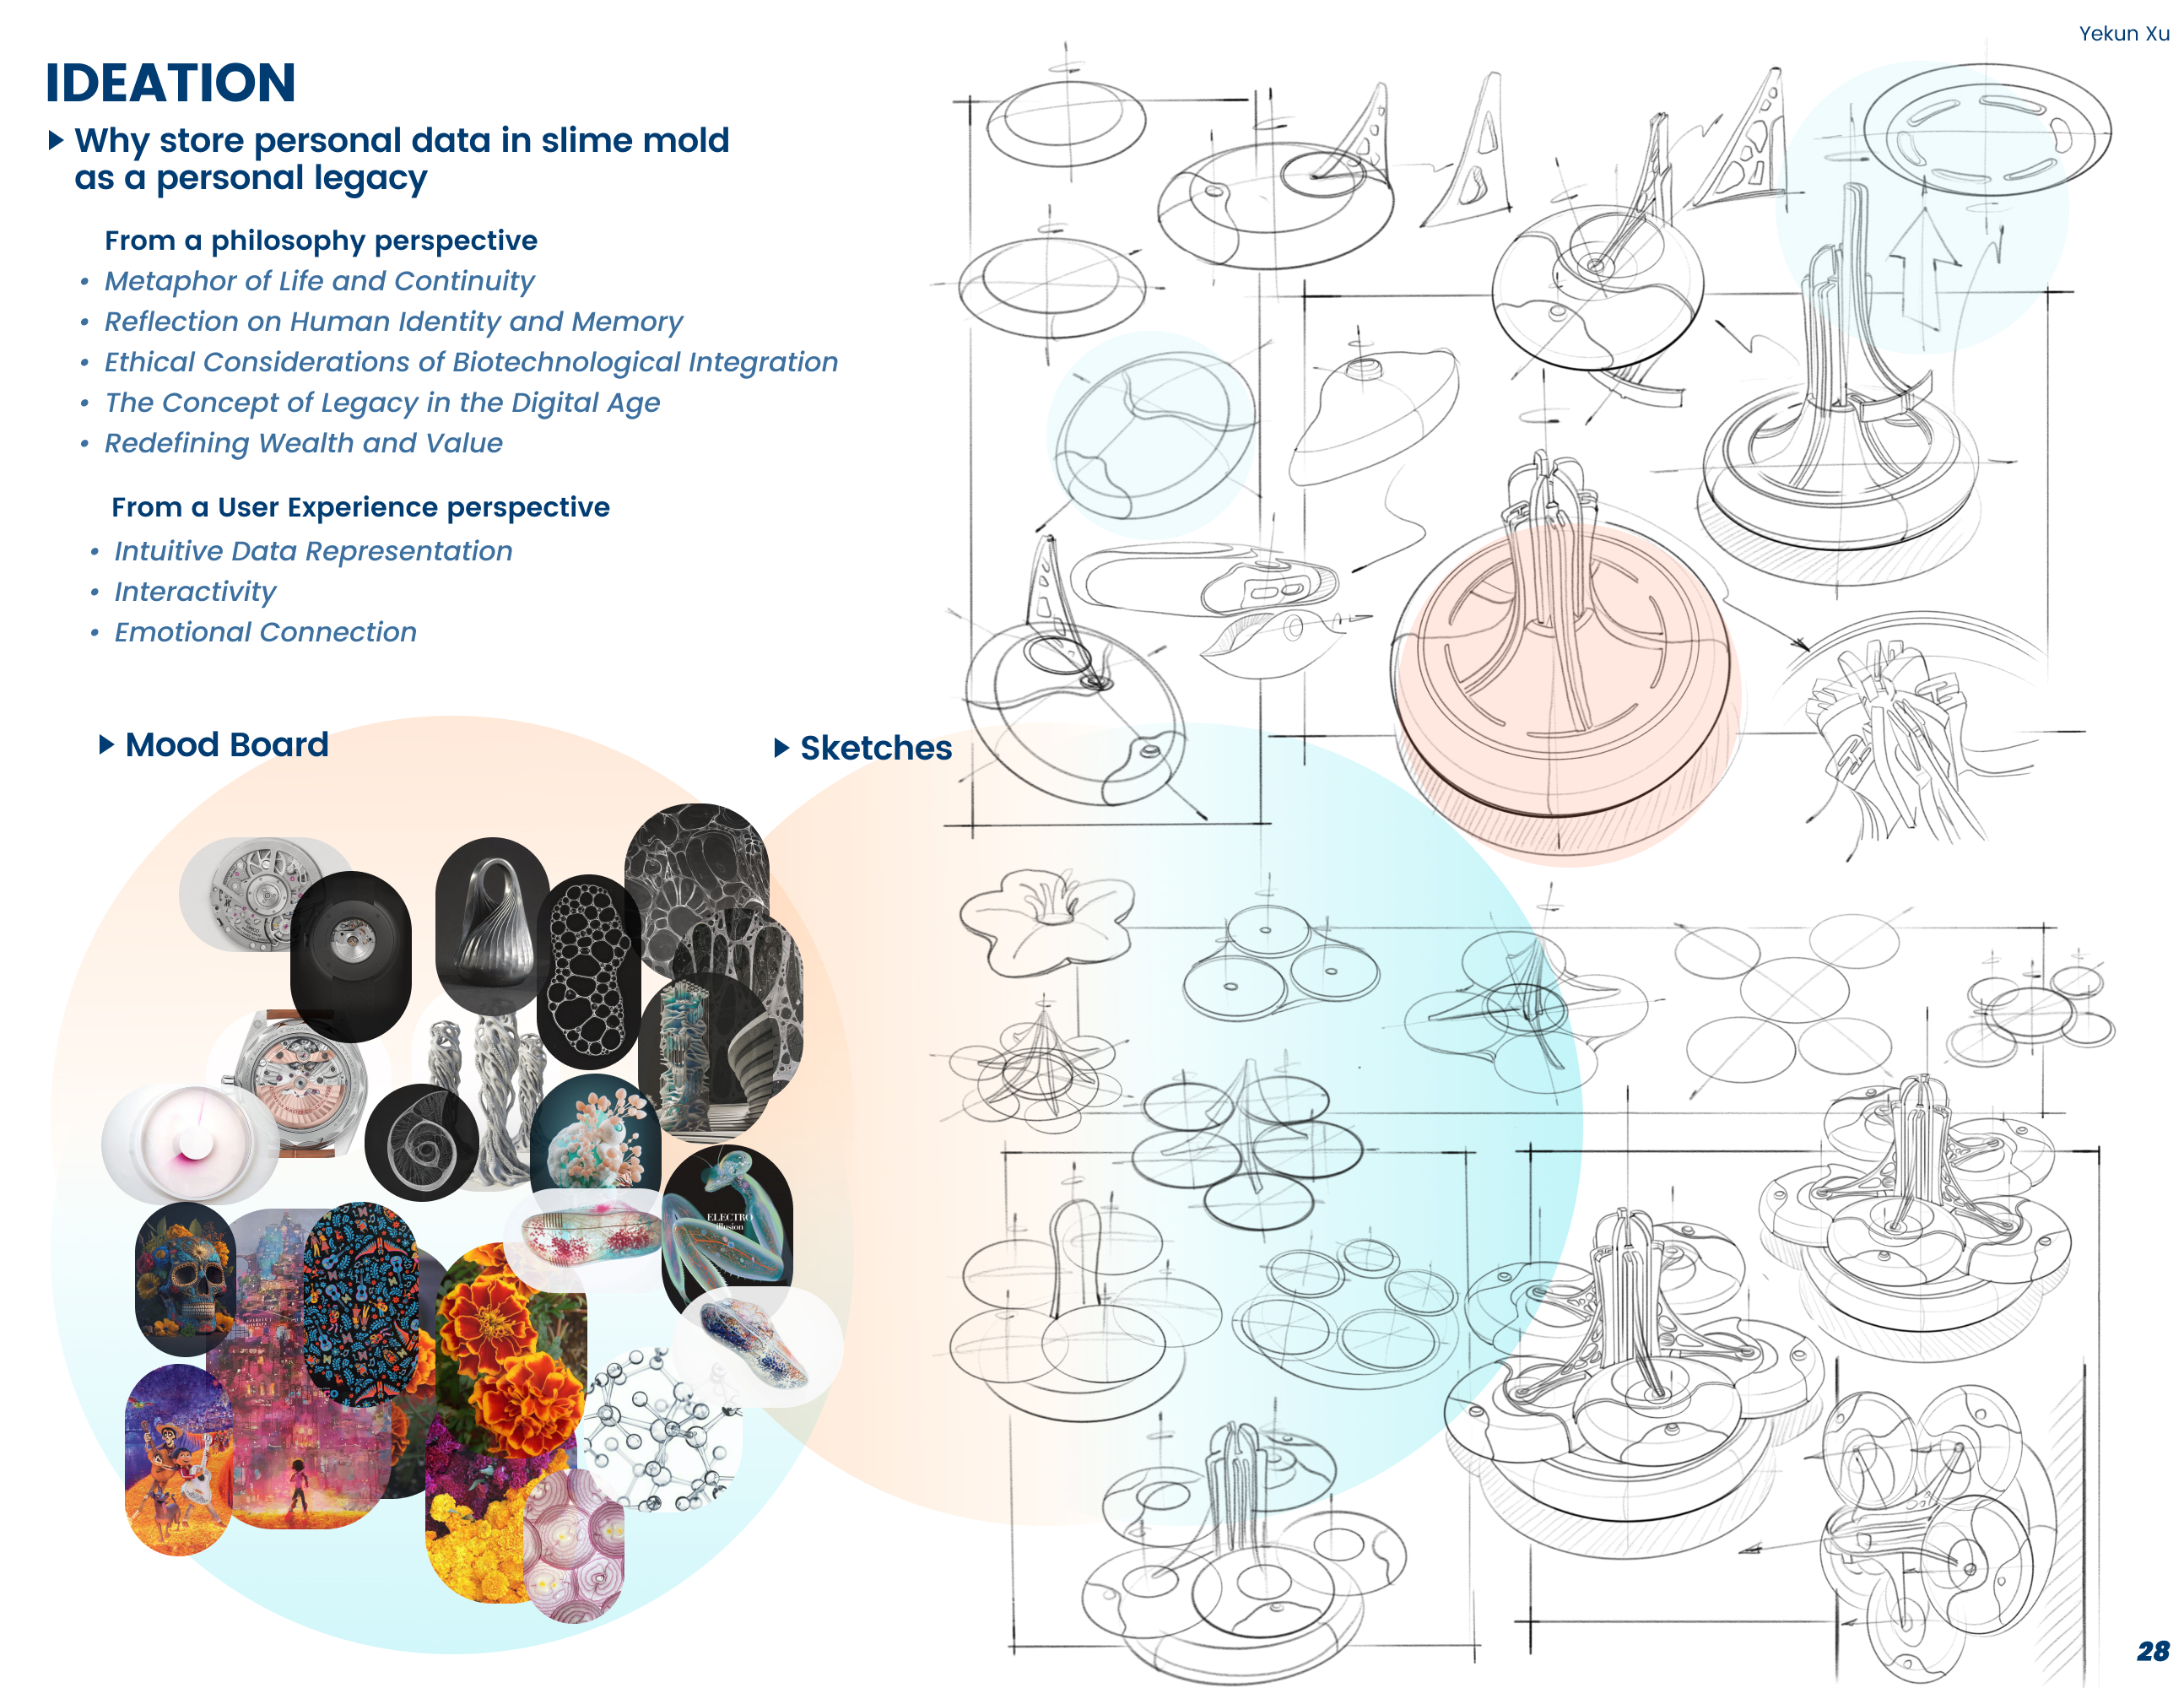 Yekun Xu
IDEATION
Why store personal data in slime mold
as a personal legacy
From a philosophy perspective
• Metaphor of Life and Continuity
• Reflection on Human Identity and Memory
• Ethical Considerations of Biotechnological Integration
• The Concept of Legacy in the Digital Age
• Redefining Wealth and Value
From a User Experience perspective
• Intuitive Data Representation
• Interactivity
• Emotional Connection
Mood Board
Sketches
ELECTRO
illusion
28